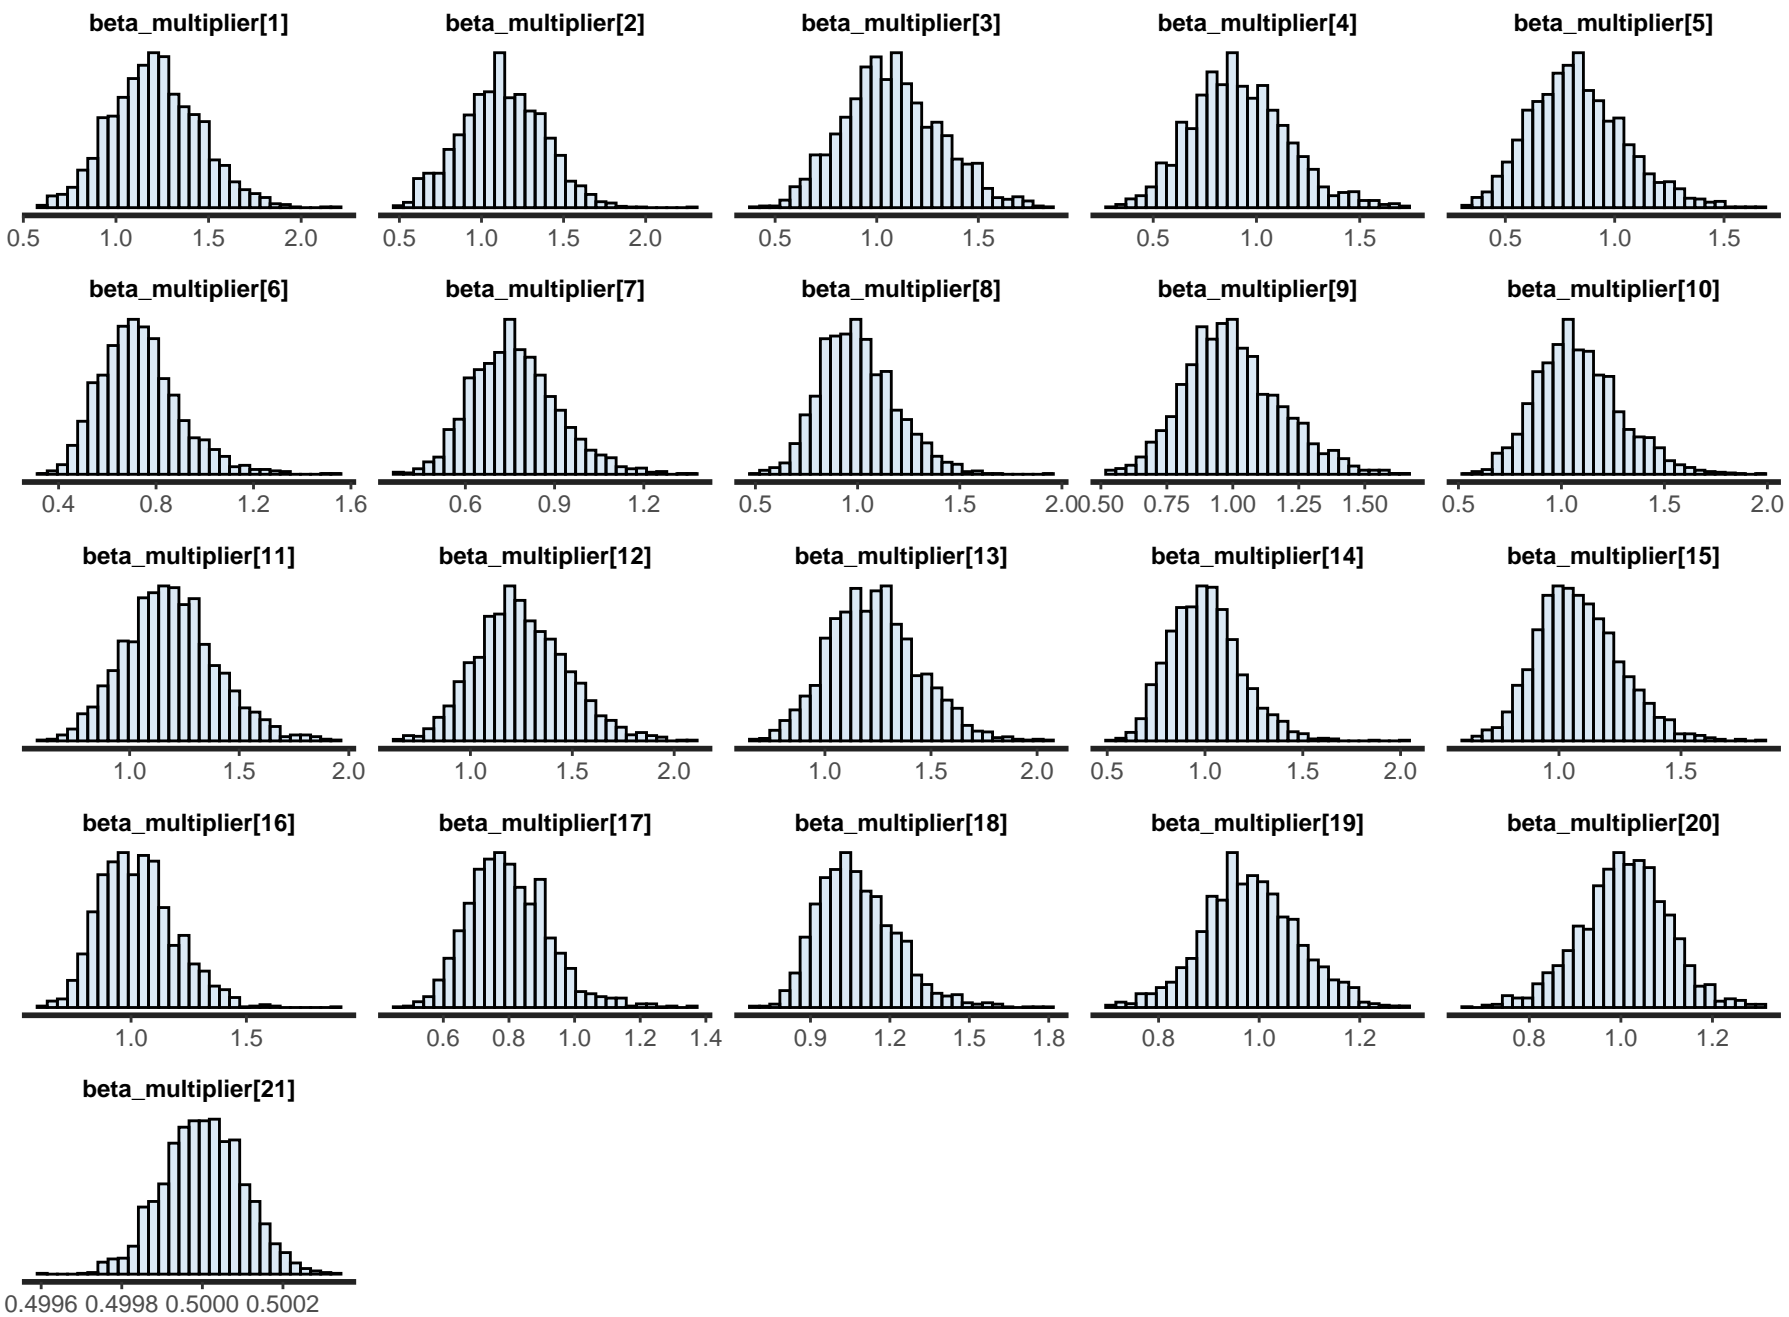 beta_multiplier[1] beta_multiplier[2] beta_multiplier[3] beta_multiplier[4] beta_multiplier[5]
0.5 1.0 1.5 2.0 0.5 1.0 1.5 2.0 0.5 1.0 1.5 0.5 1.0 1.5 0.5 1.0 1.5
beta_multiplier[6] beta_multiplier[7] beta_multiplier[8] beta_multiplier[9] beta_multiplier[10]
0.4 0.8 1.2 1.6 0.6 0.9 1.2 0.5 1.0 1.5 2.0 0.50 0.75 1.00 1.25 1.50 0.5 1.0 1.5 2.0
beta_multiplier[11] beta_multiplier[12] beta_multiplier[13] beta_multiplier[14] beta_multiplier[15]
1.0 1.5 2.0 1.0 1.5 2.0 1.0 1.5 2.0 0.5 1.0 1.5 2.0 1.0 1.5
beta_multiplier[16] beta_multiplier[17] beta_multiplier[18] beta_multiplier[19] beta_multiplier[20]
1.0 1.5 0.6 0.8 1.0 1.2 1.4 0.9 1.2 1.5 1.8 0.8 1.0 1.2 0.8 1.0 1.2
beta_multiplier[21]
0.4996 0.4998 0.5000 0.5002